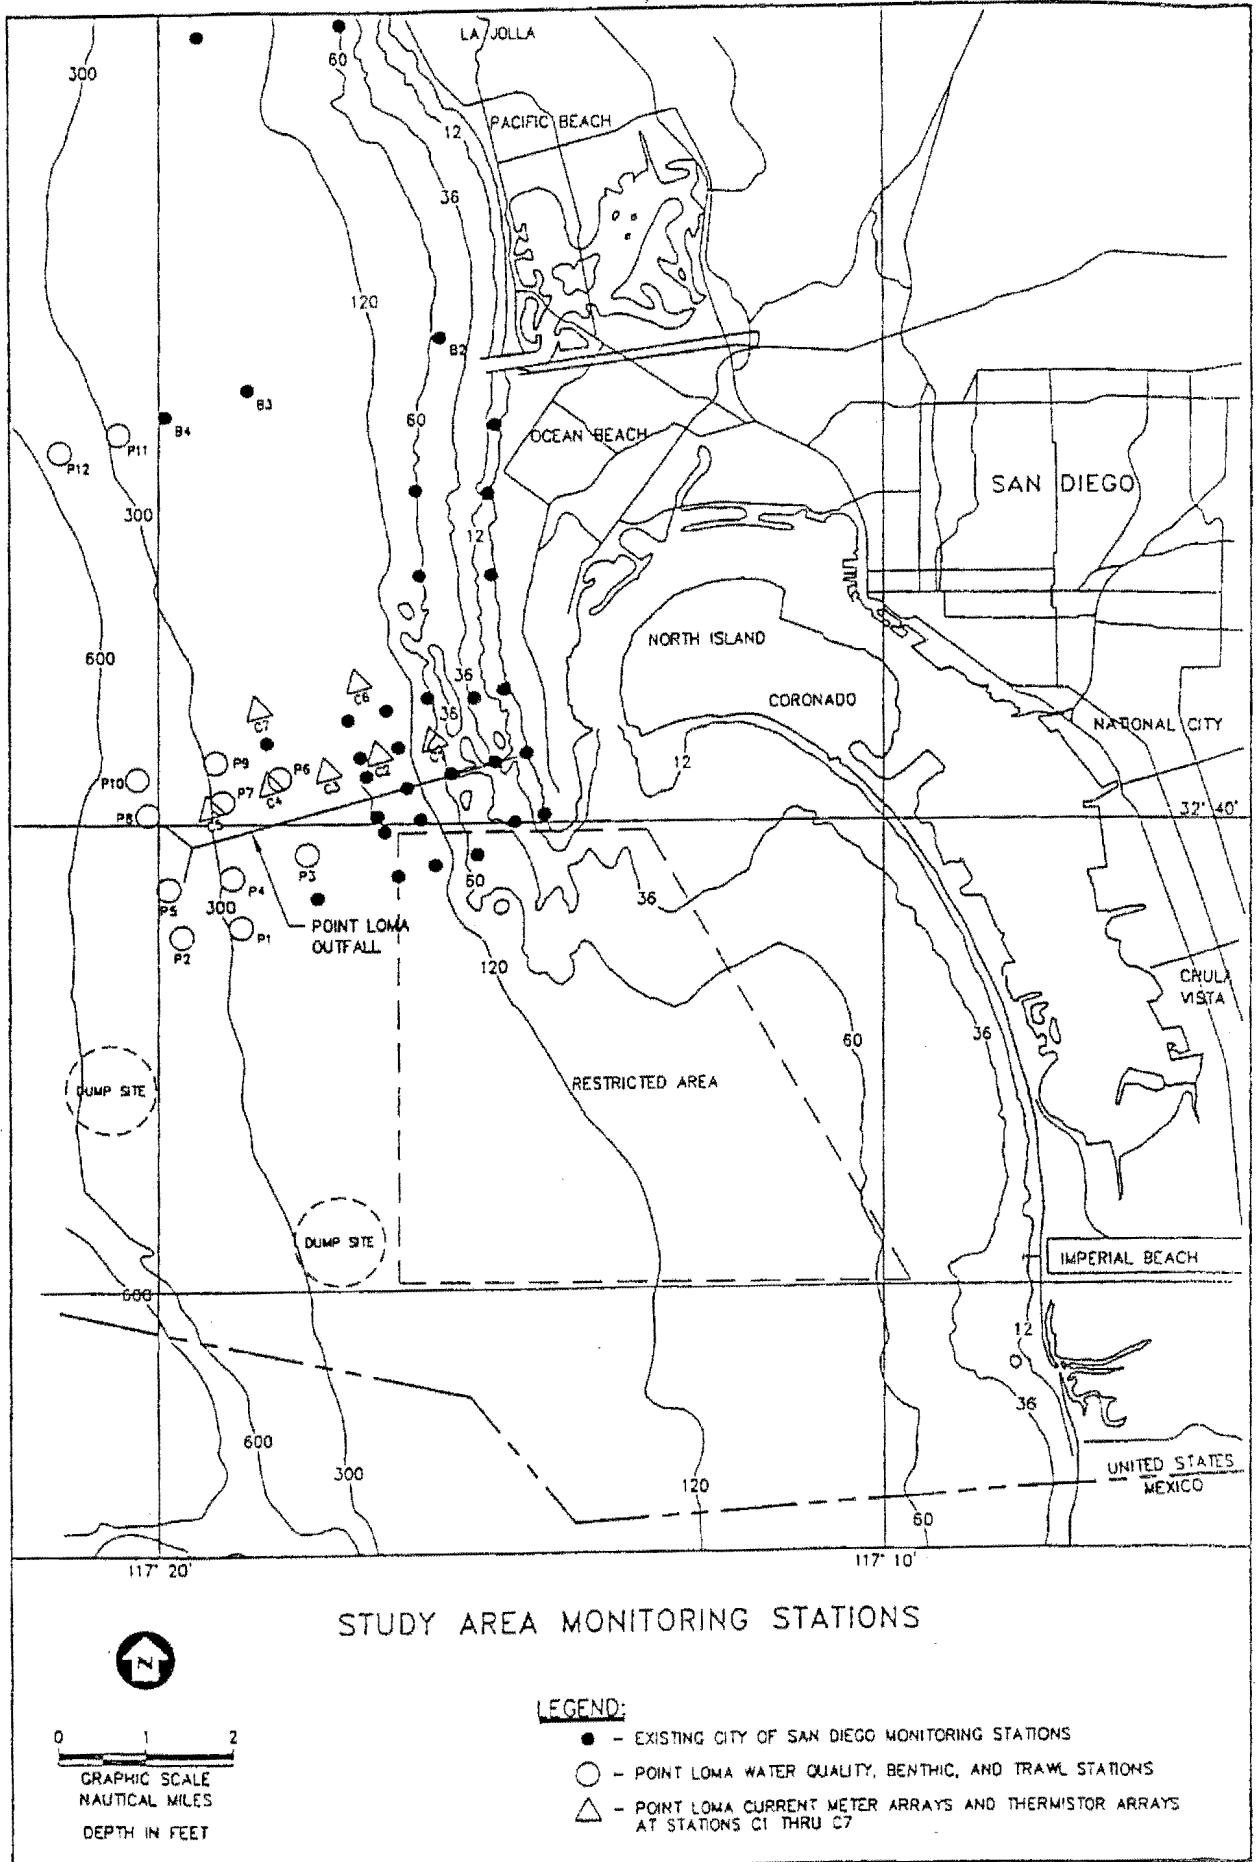 LA JOLLA
300
60
12
PACIFIC BEACH
36
120
B2
B3
60
B4
P11
P12
OCEAN BEACH
SAN DIEGO
300
12
NORTH ISLAND
600
36
C6
CORONADO
36
C7
NATIONAL CITY
C1
C2
12
P9
P6
C3
P10
P7
C4
C5
P8
32° 40'
P3
P4
60
36
P5
300
POINT LOMA
OUTFALL
P1
P2
120
CHULA
VISTA
36
60
DUMP SITE
RESTRICTED AREA
DUMP SITE
IMPERIAL BEACH
600
12
36
600
300
120
UNITED STATES
MEXICO
60
117° 20'
117° 10'
STUDY AREA MONITORING STATIONS
N
LEGEND:
0 1 2
GRAPHIC SCALE
NAUTICAL MILES
DEPTH IN FEET
- EXISTING CITY OF SAN DIEGO MONITORING STATIONS
- POINT LOMA WATER QUALITY, BENTHIC, AND TRAWL STATIONS
- POINT LOMA CURRENT METER ARRAYS AND THERMISTOR ARRAYS
AT STATIONS C1 THRU C7